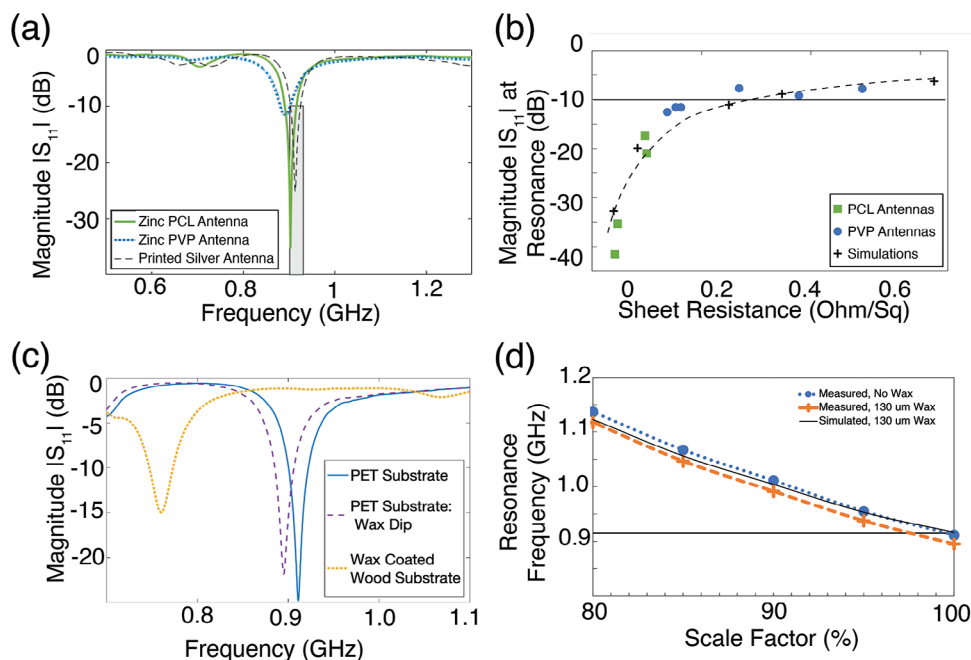 (a)
Magnitude |S11| (dB)
0
-10
-20
-30
Zinc PCL Antenna
Zinc PVP Antenna
Printed Silver Antenna
0.6
0.8
1
1.2
Frequency (GHz)
(b)
Magnitude |S11| at
Resonance (dB)
0
-10
-20
-30
-40
PCL Antennas
PVP Antennas
Simulations
0
0.2
0.4
0.6
Sheet Resistance (Ohm/Sq)
(c)
Magnitude |S11| (dB)
0
-5
-10
-15
-20
PET Substrate
PET Substrate:
Wax Dip
Wax Coated
Wood Substrate
0.8
0.9
1.0
1.1
Frequency (GHz)
(d)
Resonance
Frequency (GHz)
1.2
1.1
1.0
0.9
Measured, No Wax
Measured, 130 um Wax
Simulated, 130 um Wax
80
90
100
Scale Factor (%)